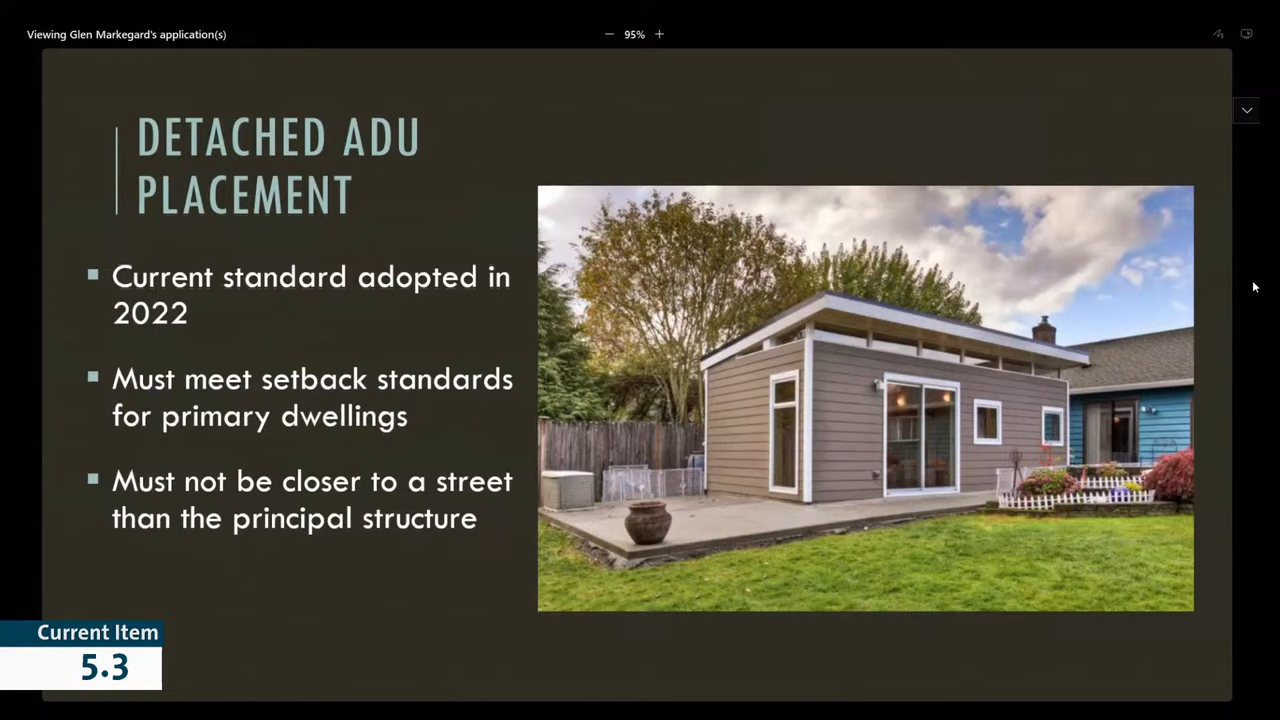 Viewing Glen Markegard's application(s)
− 95% +
DETACHED ADU
PLACEMENT
Current standard adopted in
2022
Must meet setback standards
for primary dwellings
Must not be closer to a street
than the principal structure
Current Item
5.3